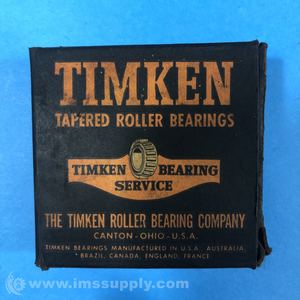 TIMKEN
TAPERED ROLLER BEARINGS
TIMKEN BEARING
SERVICE
THE TIMKEN ROLLER BEARING COMPANY
CANTON - OHIO - U.S.A.
TIMKEN BEARINGS MANUFACTURED IN U.S.A. AUSTRALIA,
* BRAZIL, CANADA, ENGLAND, FRANCE
© www.imssupply.com